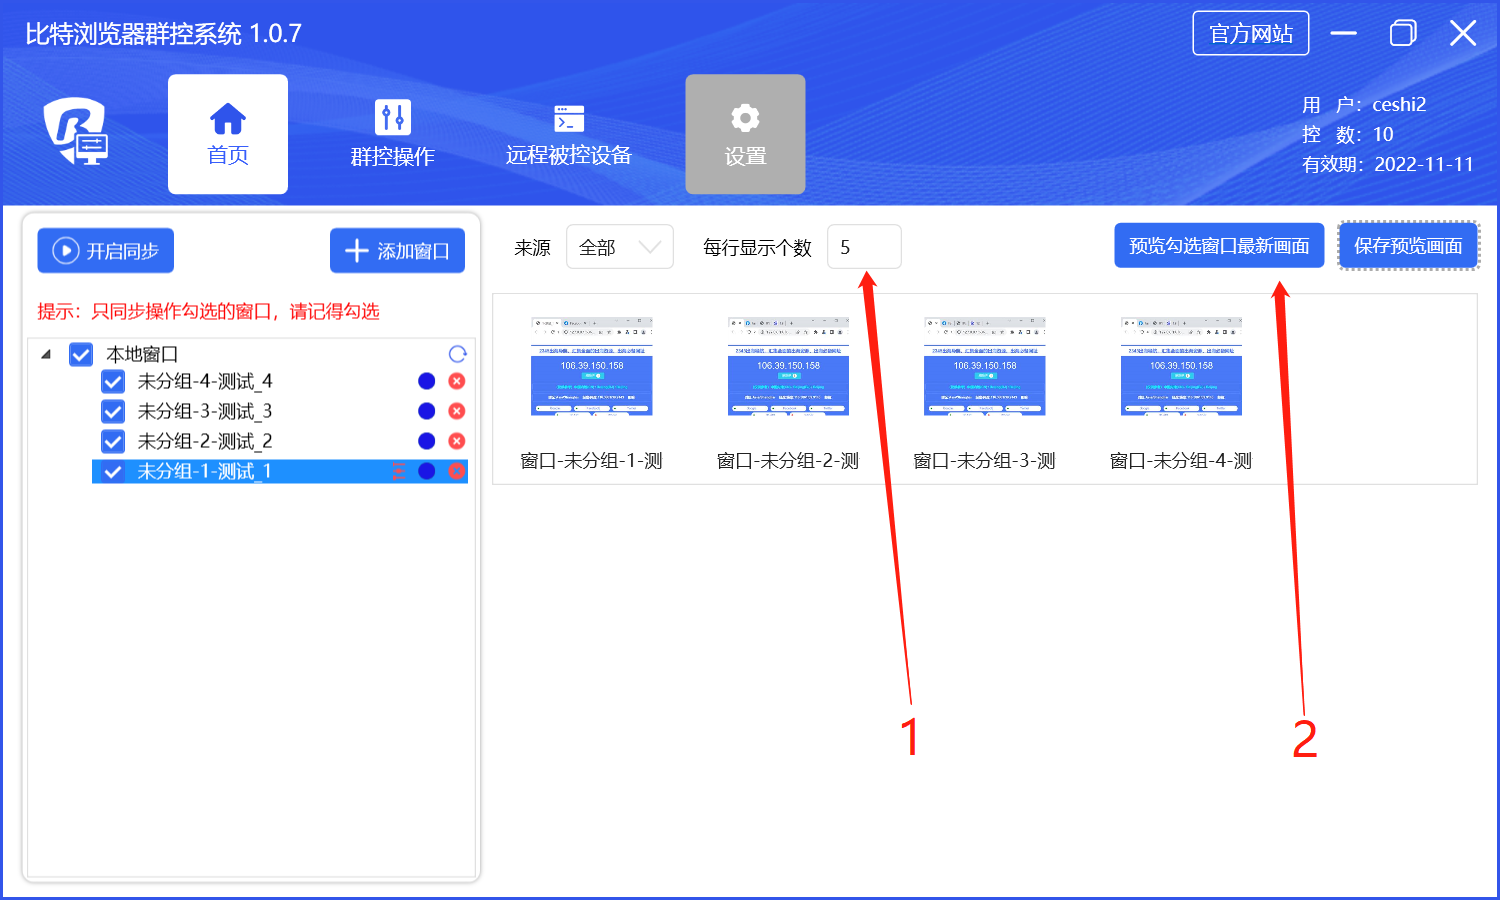 比特浏览器群控系统 1.0.7
官方网站
首页
群控操作
远程被控设备
设置
用 户：ceshi2
控 数：10
有效期：2022-11-11
开启同步
添加窗口
提示：只同步操作勾选的窗口，请记得勾选
本地窗口
未分组-4-测试_4
未分组-3-测试_3
未分组-2-测试_2
未分组-1-测试_1
来源
全部
每行显示个数
5
预览勾选窗口最新画面
保存预览画面
106.39.150.158
106.39.150.158
106.39.150.158
106.39.150.158
窗口-未分组-1-测
窗口-未分组-2-测
窗口-未分组-3-测
窗口-未分组-4-测
1
2